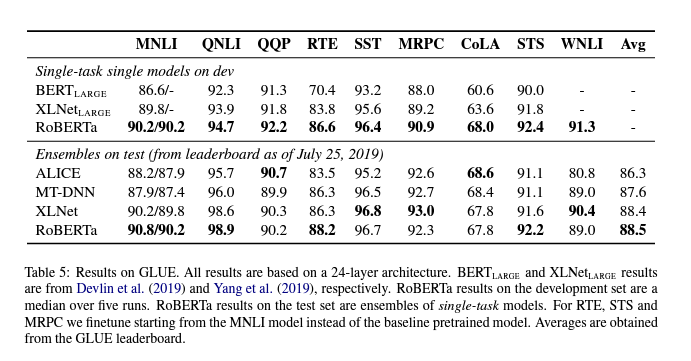 MNLI QNLI QQP RTE SST MRPC CoLA STS WNLI Avg
Single-task single models on dev
BERTLARGE 86.6/- 92.3 91.3 70.4 93.2 88.0 60.6 90.0 - -
XLNetLARGE 89.8/- 93.9 91.8 83.8 95.6 89.2 63.6 91.8 - -
RoBERTa 90.2/90.2 94.7 92.2 86.6 96.4 90.9 68.0 92.4 91.3 -
Ensembles on test (from leaderboard as of July 25, 2019)
ALICE 88.2/87.9 95.7 90.7 83.5 95.2 92.6 68.6 91.1 80.8 86.3
MT-DNN 87.9/87.4 96.0 89.9 86.3 96.5 92.7 68.4 91.1 89.0 87.6
XLNet 90.2/89.8 98.6 90.3 86.3 96.8 93.0 67.8 91.6 90.4 88.4
RoBERTa 90.8/90.2 98.9 90.2 88.2 96.7 92.3 67.8 92.2 89.0 88.5
Table 5: Results on GLUE. All results are based on a 24-layer architecture. BERTLARGE and XLNetLARGE results
are from Devlin et al. (2019) and Yang et al. (2019), respectively. RoBERTa results on the development set are a
median over five runs. RoBERTa results on the test set are ensembles of single-task models. For RTE, STS and
MRPC we finetune starting from the MNLI model instead of the baseline pretrained model. Averages are obtained
from the GLUE leaderboard.